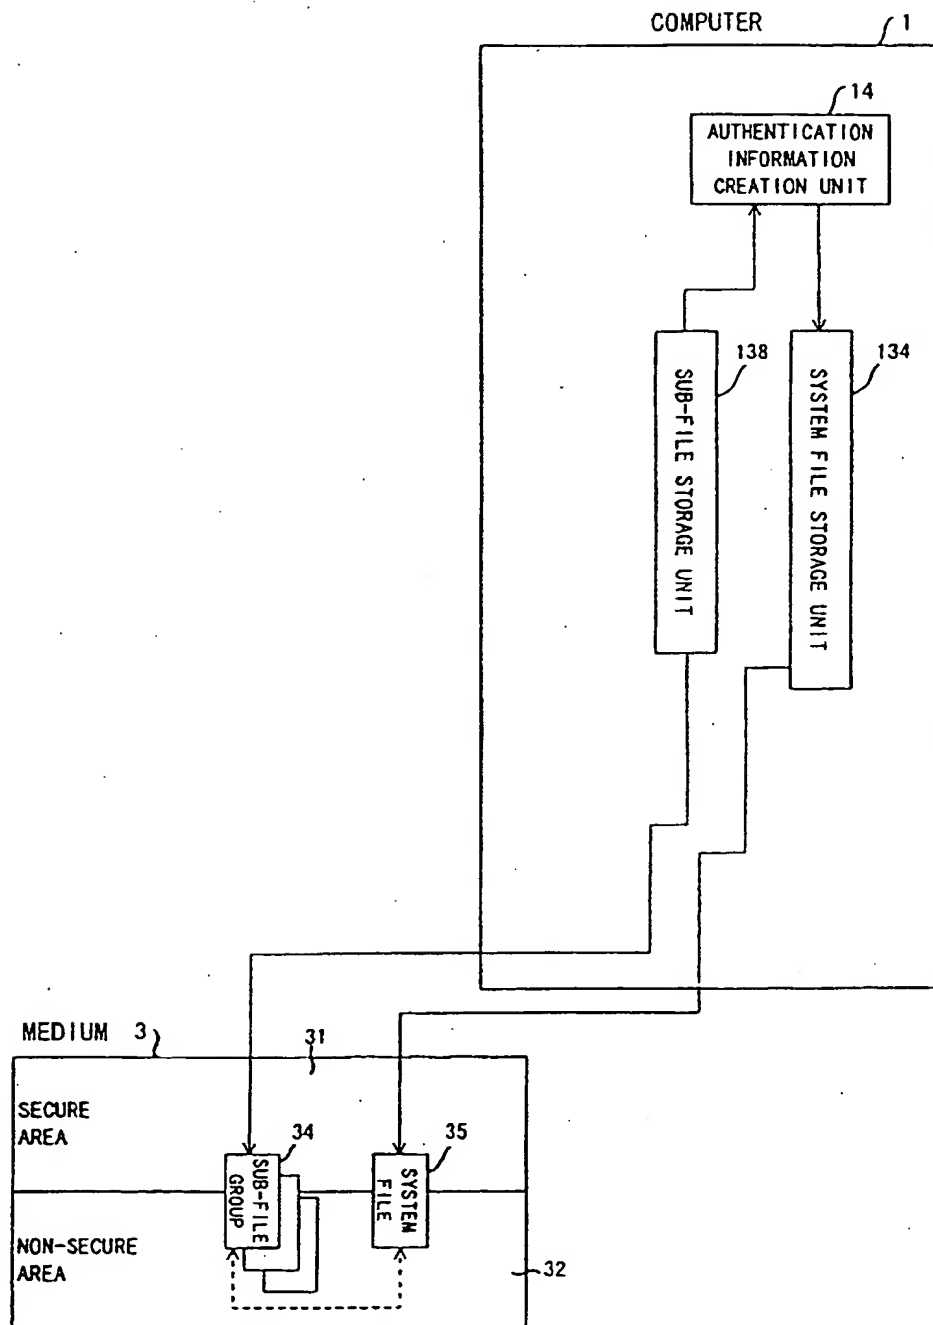 COMPUTER 1
14
AUTHENTICATION
INFORMATION
CREATION UNIT
138
SUB-FILE STORAGE UNIT
134
SYSTEM FILE STORAGE UNIT
MEDIUM 3
31
SECURE
AREA
34
SUB-FILE
GROUP
35
SYSTEM
FILE
NON-SECURE
AREA
32